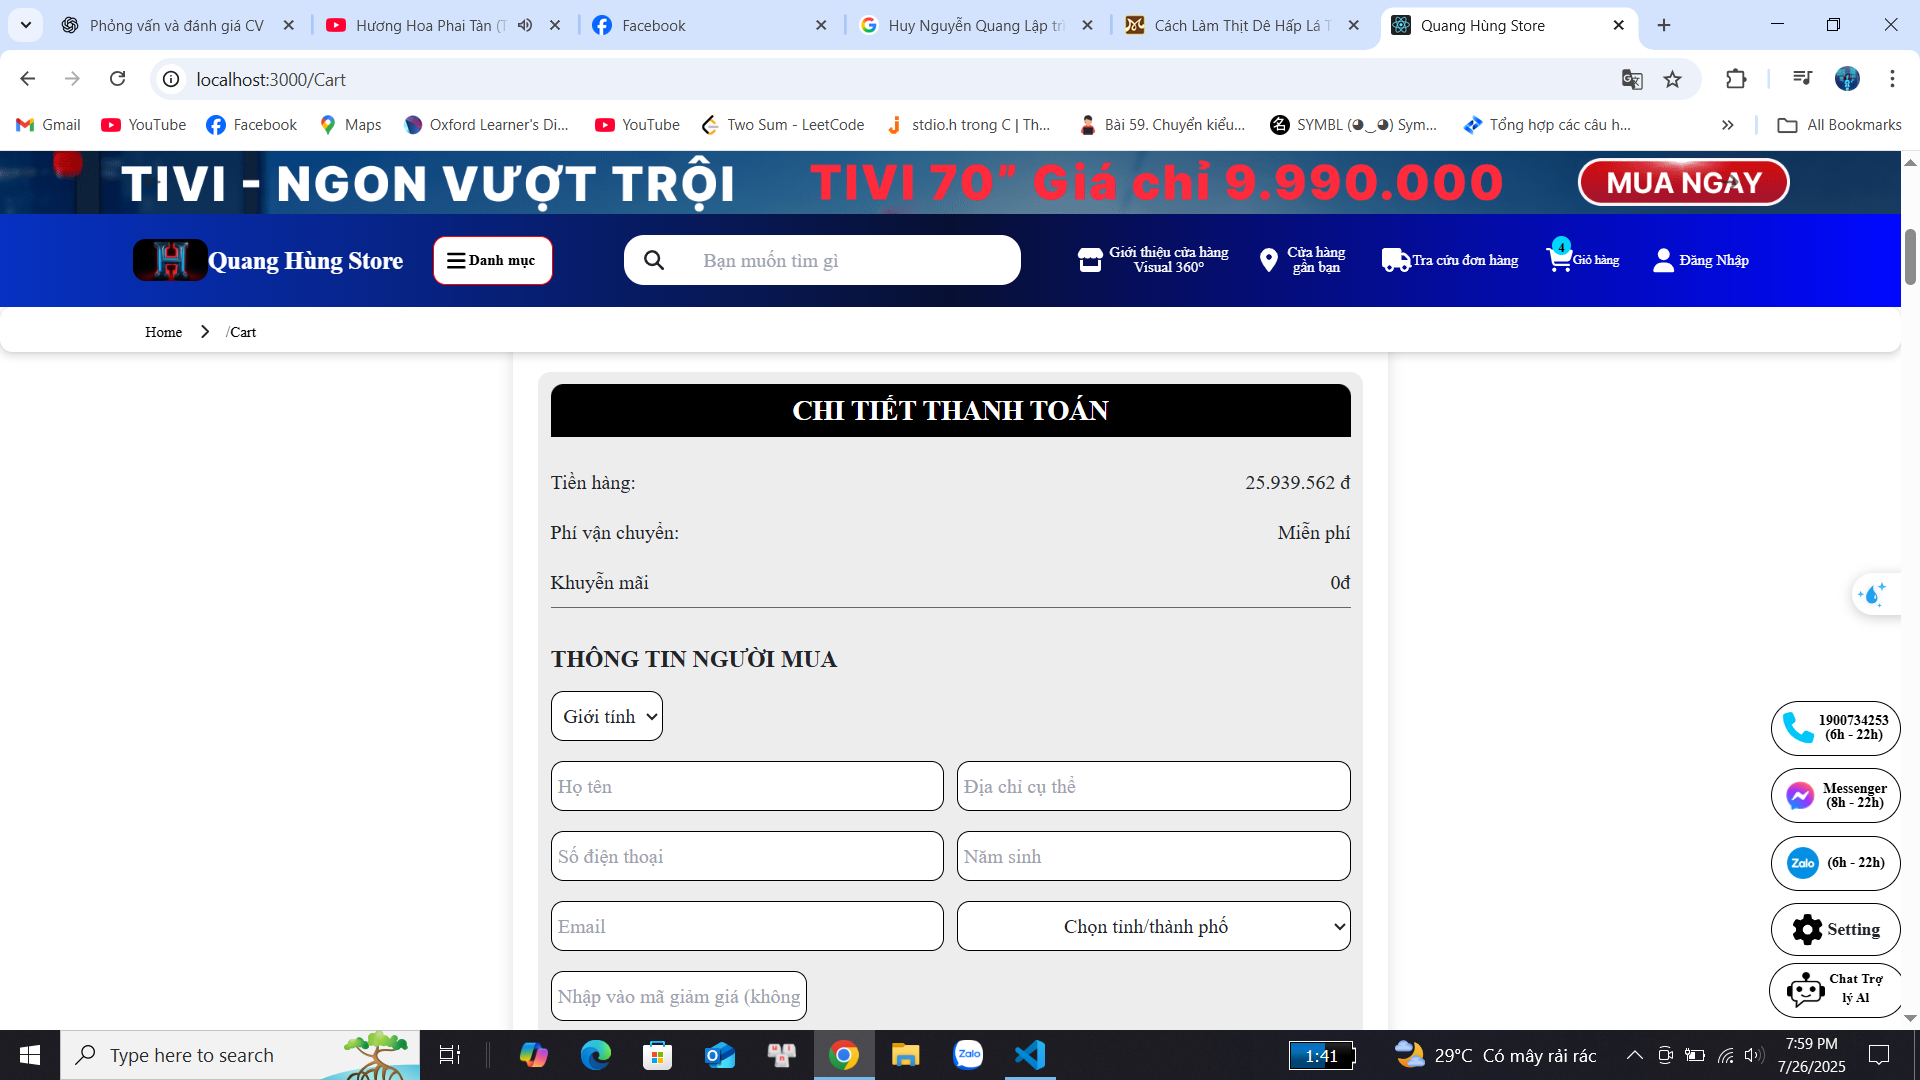 Phỏng vấn và đánh giá CV
Hương Hoa Phai Tàn (T
Facebook
Huy Nguyễn Quang Lập trì
Cách Làm Thịt Dê Hấp Lá T
Quang Hùng Store
localhost:3000/Cart
Gmail
YouTube
Facebook
Maps
Oxford Learner's Di...
YouTube
Two Sum - LeetCode
stdio.h trong C | Th...
Bài 59. Chuyển kiểu...
SYMBL (◕‿◕) Sym...
Tổng hợp các câu h...
All Bookmarks
TIVI - NGON VƯỢT TRỘI
TIVI 70” Giá chỉ 9.990.000
MUA NGAY
Quang Hùng Store
Danh mục
Bạn muốn tìm gì
Giới thiệu cửa hàng
Visual 360°
Cửa hàng
gần bạn
Tra cứu đơn hàng
4
Giỏ hàng
Đăng Nhập
Home
/Cart
CHI TIẾT THANH TOÁN
Tiền hàng:
25.939.562 đ
Phí vận chuyển:
Miễn phí
Khuyễn mãi
0đ
THÔNG TIN NGƯỜI MUA
Giới tính
Họ tên
Địa chỉ cụ thể
Số điện thoại
Năm sinh
Email
Chọn tỉnh/thành phố
Nhập vào mã giảm giá (không
1900734253
(6h - 22h)
Messenger
(8h - 22h)
Zalo
(6h - 22h)
Setting
Chat Trợ
lý AI
Type here to search
Zalo
1:41
29°C Có mây rải rác
7:59 PM
7/26/2025